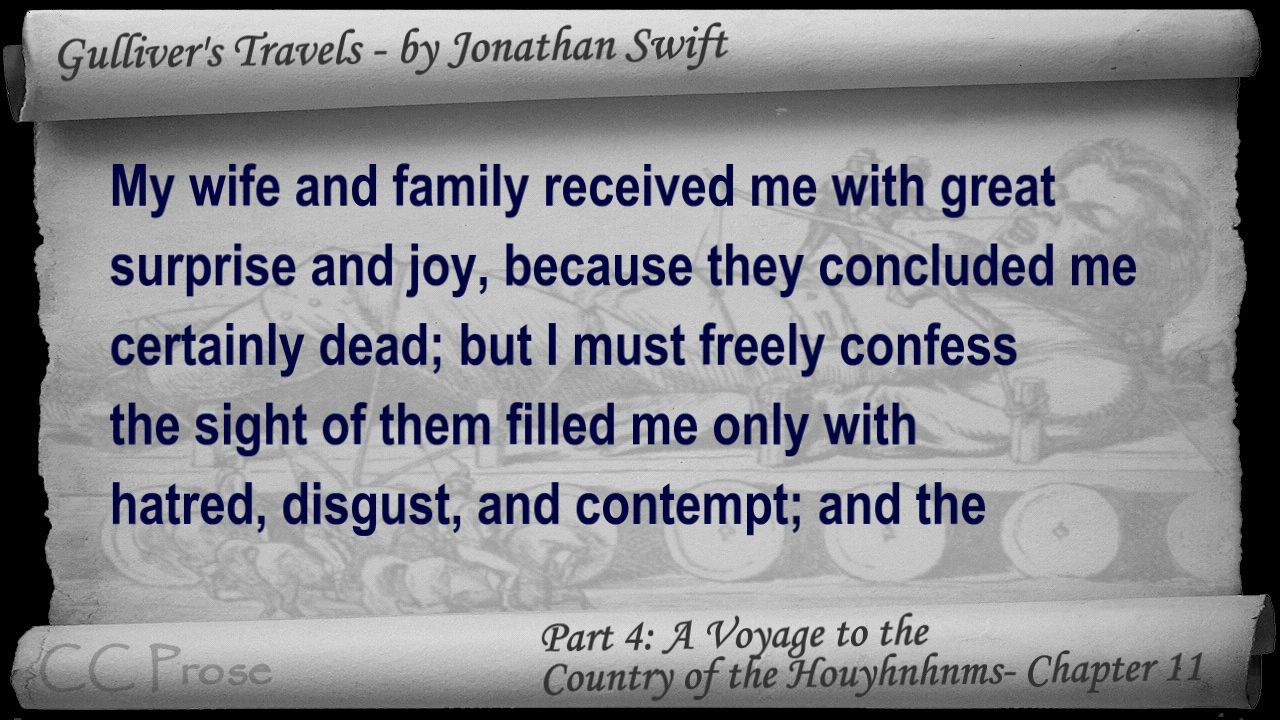 Gulliver's Travels - by Jonathan Swift
My wife and family received me with great
surprise and joy, because they concluded me
certainly dead; but I must freely confess
the sight of them filled me only with
hatred, disgust, and contempt; and the
Part 4: A Voyage to the
Country of the Houyhnhnms- Chapter 11
CC Prose